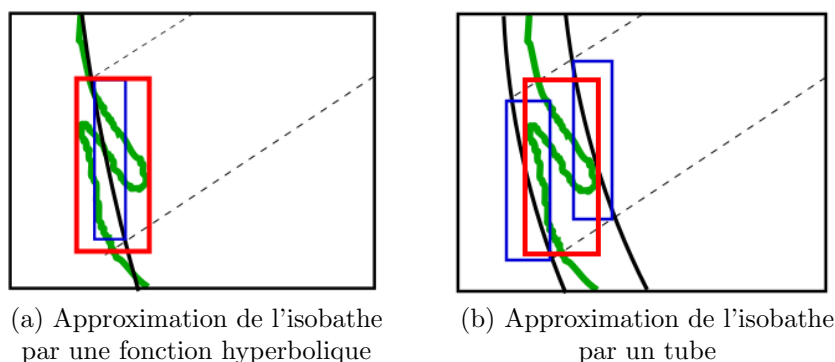 (a) Approximation de l'isobathe
par une fonction hyperbolique
(b) Approximation de l'isobathe
par un tube